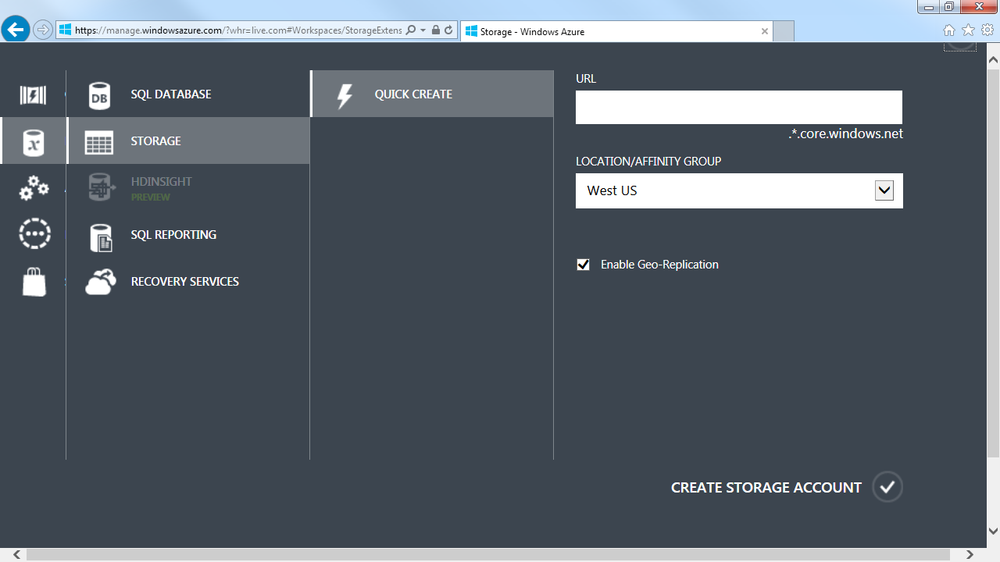 https://manage.windowsazure.com/?whr=live.com#Workspaces/StorageExtens
Storage - Windows Azure
DB
SQL DATABASE
x
STORAGE
HDINSIGHT
PREVIEW
SQL REPORTING
RECOVERY SERVICES
QUICK CREATE
URL
.*.core.windows.net
LOCATION/AFFINITY GROUP
West US
Enable Geo-Replication
CREATE STORAGE ACCOUNT